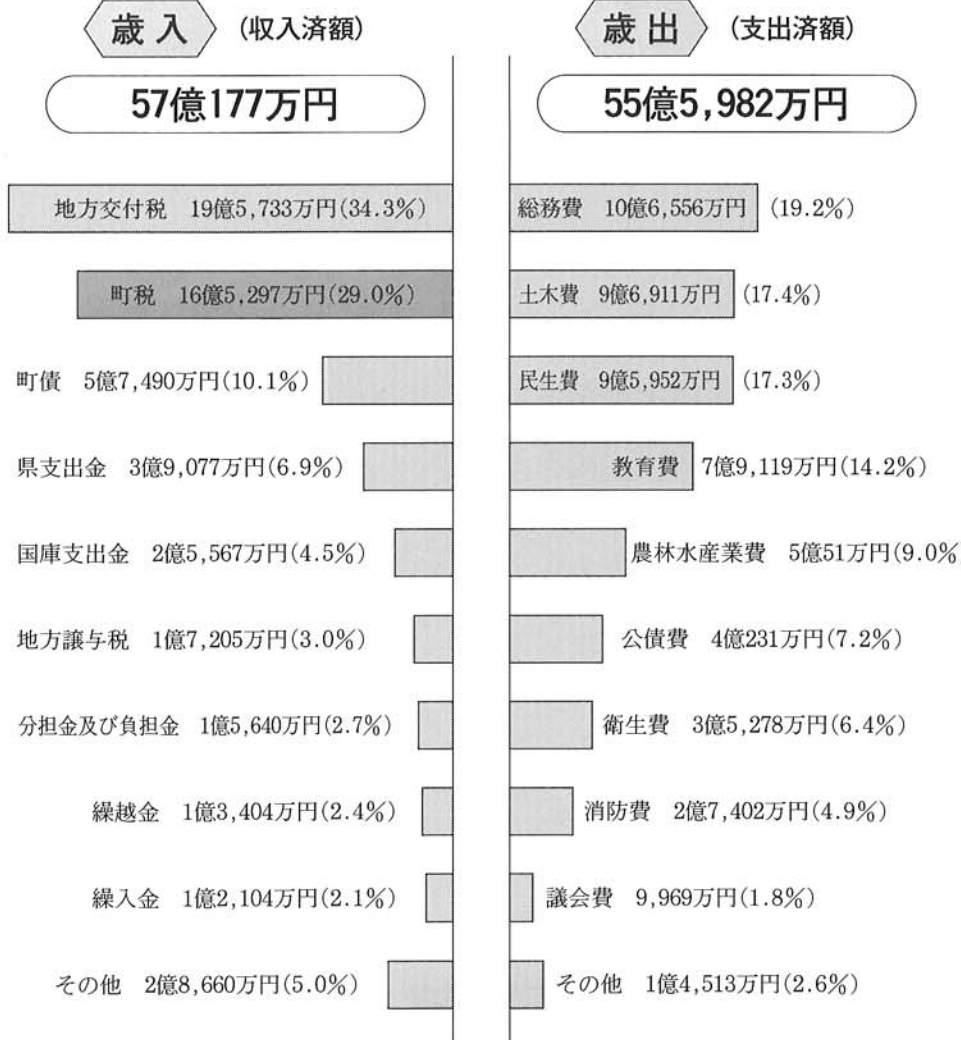 歳入 (収入済額)
57億177万円
地方交付税 19億5,733万円(34.3%)
町税 16億5,297万円(29.0%)
町債 5億7,490万円(10.1%)
県支出金 3億9,077万円(6.9%)
国庫支出金 2億5,567万円(4.5%)
地方譲与税 1億7,205万円(3.0%)
分担金及び負担金 1億5,640万円(2.7%)
繰越金 1億3,404万円(2.4%)
繰入金 1億2,104万円(2.1%)
その他 2億8,660万円(5.0%)
歳出 (支出済額)
55億5,982万円
総務費 10億6,556万円 (19.2%)
土木費 9億6,911万円 (17.4%)
民生費 9億5,952万円 (17.3%)
教育費 7億9,119万円(14.2%)
農林水産業費 5億51万円(9.0%
公債費 4億231万円(7.2%)
衛生費 3億5,278万円(6.4%)
消防費 2億7,402万円(4.9%)
議会費 9,969万円(1.8%)
その他 1億4,513万円(2.6%)